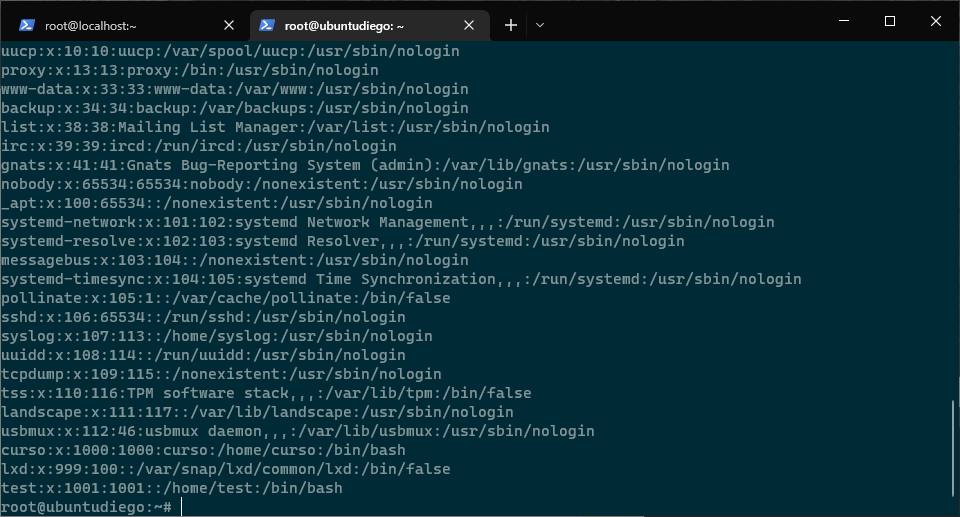 root@localhost:~
root@ubuntudiego: ~
uucp:x:10:10:uucp:/var/spool/uucp:/usr/sbin/nologin
proxy:x:13:13:proxy:/bin:/usr/sbin/nologin
www-data:x:33:33:www-data:/var/www:/usr/sbin/nologin
backup:x:34:34:backup:/var/backups:/usr/sbin/nologin
list:x:38:38:Mailing List Manager:/var/list:/usr/sbin/nologin
irc:x:39:39:ircd:/run/ircd:/usr/sbin/nologin
gnats:x:41:41:Gnats Bug-Reporting System (admin):/var/lib/gnats:/usr/sbin/nologin
nobody:x:65534:65534:nobody:/nonexistent:/usr/sbin/nologin
_apt:x:100:65534::/nonexistent:/usr/sbin/nologin
systemd-network:x:101:102:systemd Network Management,,,:/run/systemd:/usr/sbin/nologin
systemd-resolve:x:102:103:systemd Resolver,,,:/run/systemd:/usr/sbin/nologin
messagebus:x:103:104::/nonexistent:/usr/sbin/nologin
systemd-timesync:x:104:105:systemd Time Synchronization,,,:/run/systemd:/usr/sbin/nologin
pollinate:x:105:1::/var/cache/pollinate:/bin/false
sshd:x:106:65534::/run/sshd:/usr/sbin/nologin
syslog:x:107:113::/home/syslog:/usr/sbin/nologin
uuidd:x:108:114::/run/uuidd:/usr/sbin/nologin
tcpdump:x:109:115::/nonexistent:/usr/sbin/nologin
tss:x:110:116:TPM software stack,,,:/var/lib/tpm:/bin/false
landscape:x:111:117::/var/lib/landscape:/usr/sbin/nologin
usbmux:x:112:46:usbmux daemon,,,:/var/lib/usbmux:/usr/sbin/nologin
curso:x:1000:1000:curso:/home/curso:/bin/bash
lxd:x:999:100::/var/snap/lxd/common/lxd:/bin/false
test:x:1001:1001::/home/test:/bin/bash
root@ubuntudiego:~#